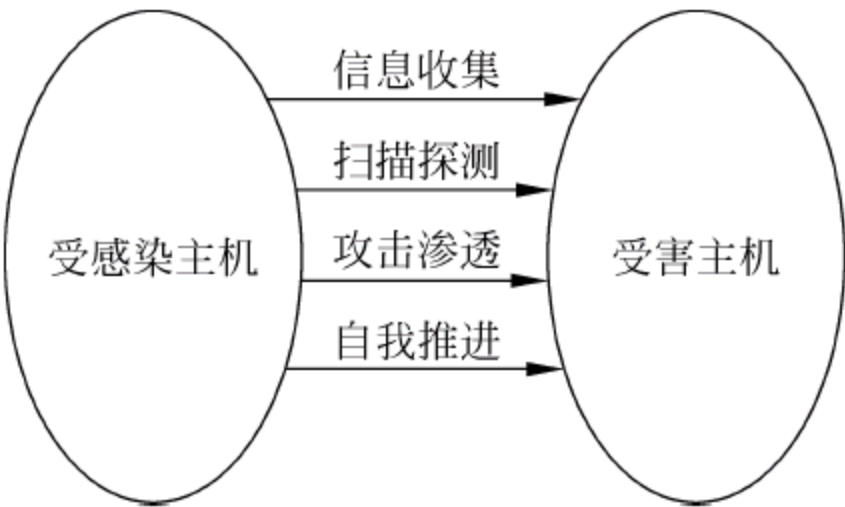 信息收集
扫描探测
攻击渗透
自我推进
受感染主机
受害主机